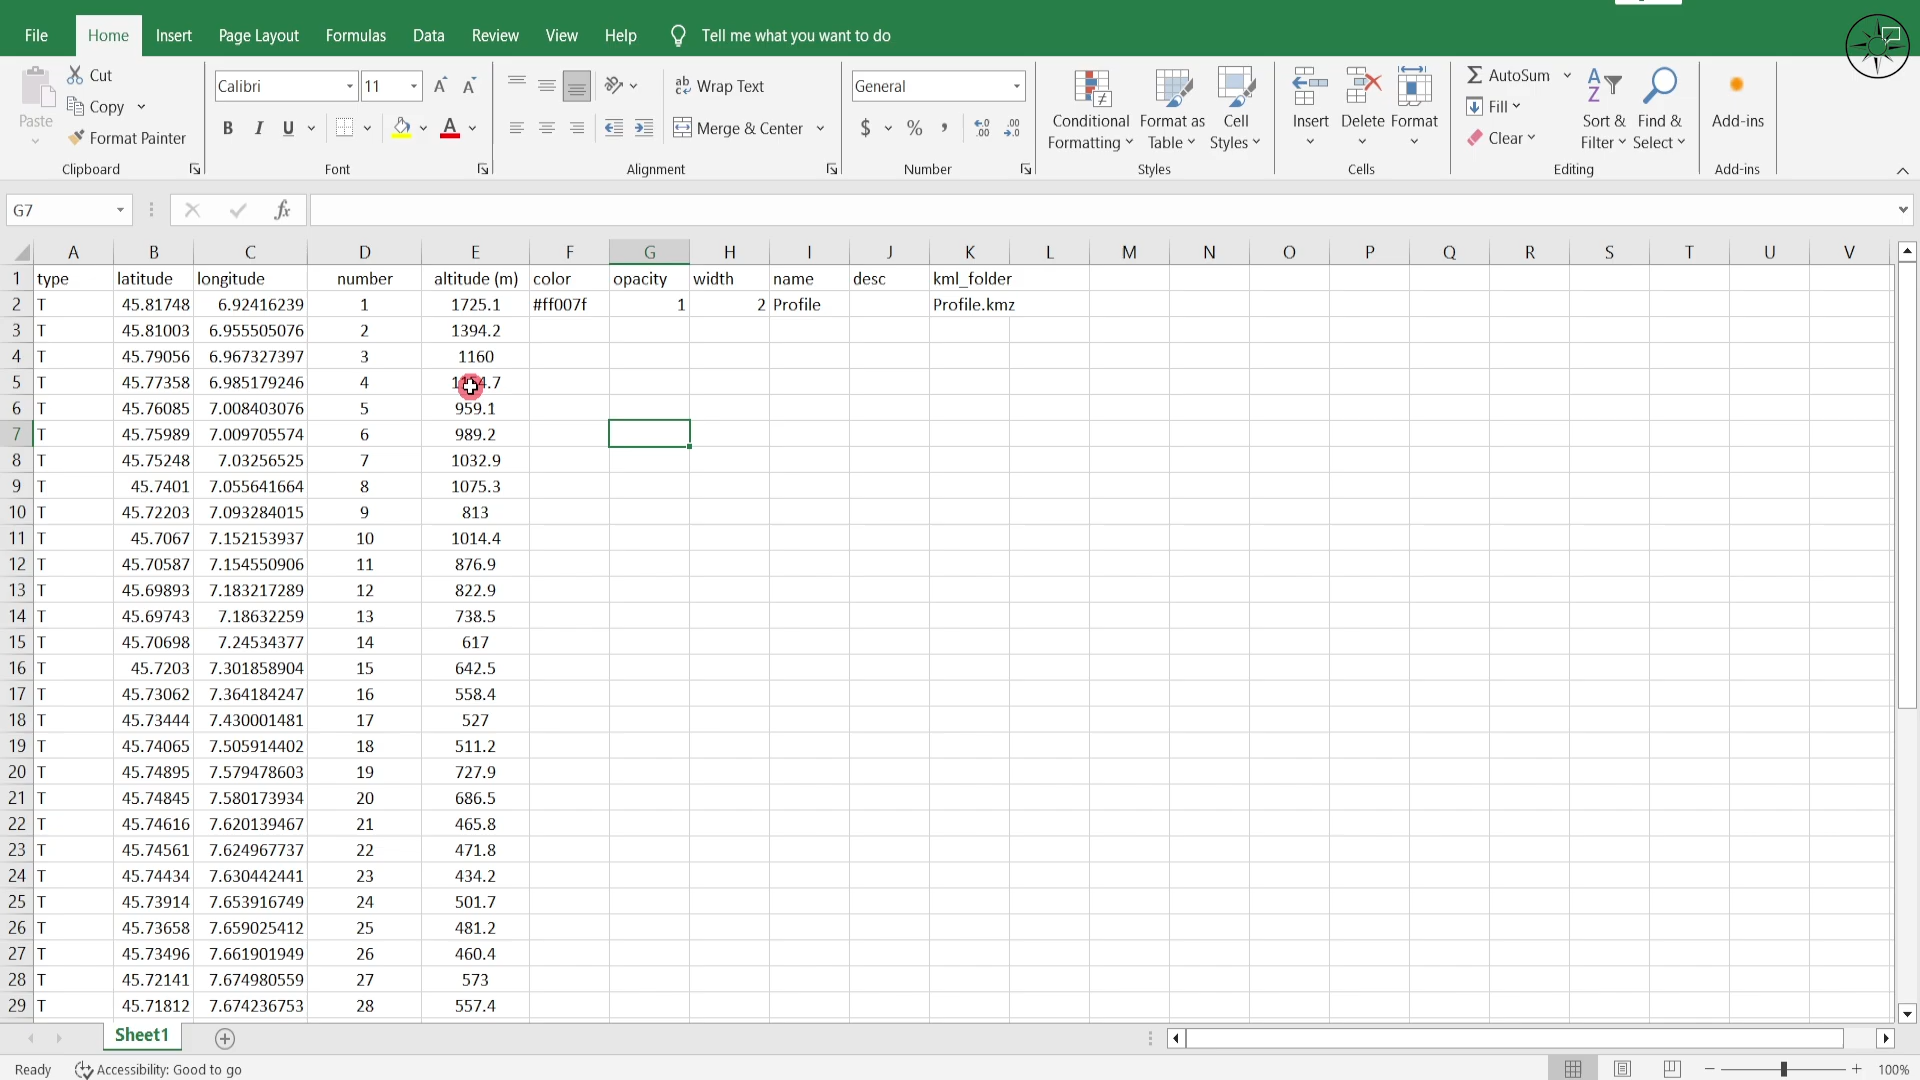 File Home Insert Page Layout Formulas Data Review View Help Tell me what you want to do
Paste Cut Copy Format Painter Clipboard
Calibri 11 A A B I U A Font
ab Wrap Text Merge & Center Alignment
General $ % , Number
Conditional Formatting Format as Table Cell Styles Styles
Insert Delete Format Cells
AutoSum Fill Clear Sort & Filter Find & Select Editing
Add-ins Add-ins
G7 fx
A B C D E F G H I J K L M N O P Q R S T U V
1 type latitude longitude number altitude (m) color opacity width name desc kml_folder
2 T 45.81748 6.92416239 1 1725.1 #ff007f 1 2 Profile Profile.kmz
3 T 45.81003 6.955505076 2 1394.2
4 T 45.79056 6.967327397 3 1160
5 T 45.77358 6.985179246 4
6 T 45.76085 7.008403076 5 959.1
7 T 45.75989 7.009705574 6 989.2
8 T 45.75248 7.03256525 7 1032.9
9 T 45.7401 7.055641664 8 1075.3
10 T 45.72203 7.093284015 9 813
11 T 45.7067 7.152153937 10 1014.4
12 T 45.70587 7.154550906 11 876.9
13 T 45.69893 7.183217289 12 822.9
14 T 45.69743 7.18632259 13 738.5
15 T 45.70698 7.24534377 14 617
16 T 45.7203 7.301858904 15 642.5
17 T 45.73062 7.364184247 16 558.4
18 T 45.73444 7.430001481 17 527
19 T 45.74065 7.505914402 18 511.2
20 T 45.74895 7.579478603 19 727.9
21 T 45.74845 7.580173934 20 686.5
22 T 45.74616 7.620139467 21 465.8
23 T 45.74561 7.624967737 22 471.8
24 T 45.74434 7.630442441 23 434.2
25 T 45.73914 7.653916749 24 501.7
26 T 45.73658 7.659025412 25 481.2
27 T 45.73496 7.661901949 26 460.4
28 T 45.72141 7.674980559 27 573
29 T 45.71812 7.674236753 28 557.4
Sheet1
Ready Accessibility: Good to go 100%